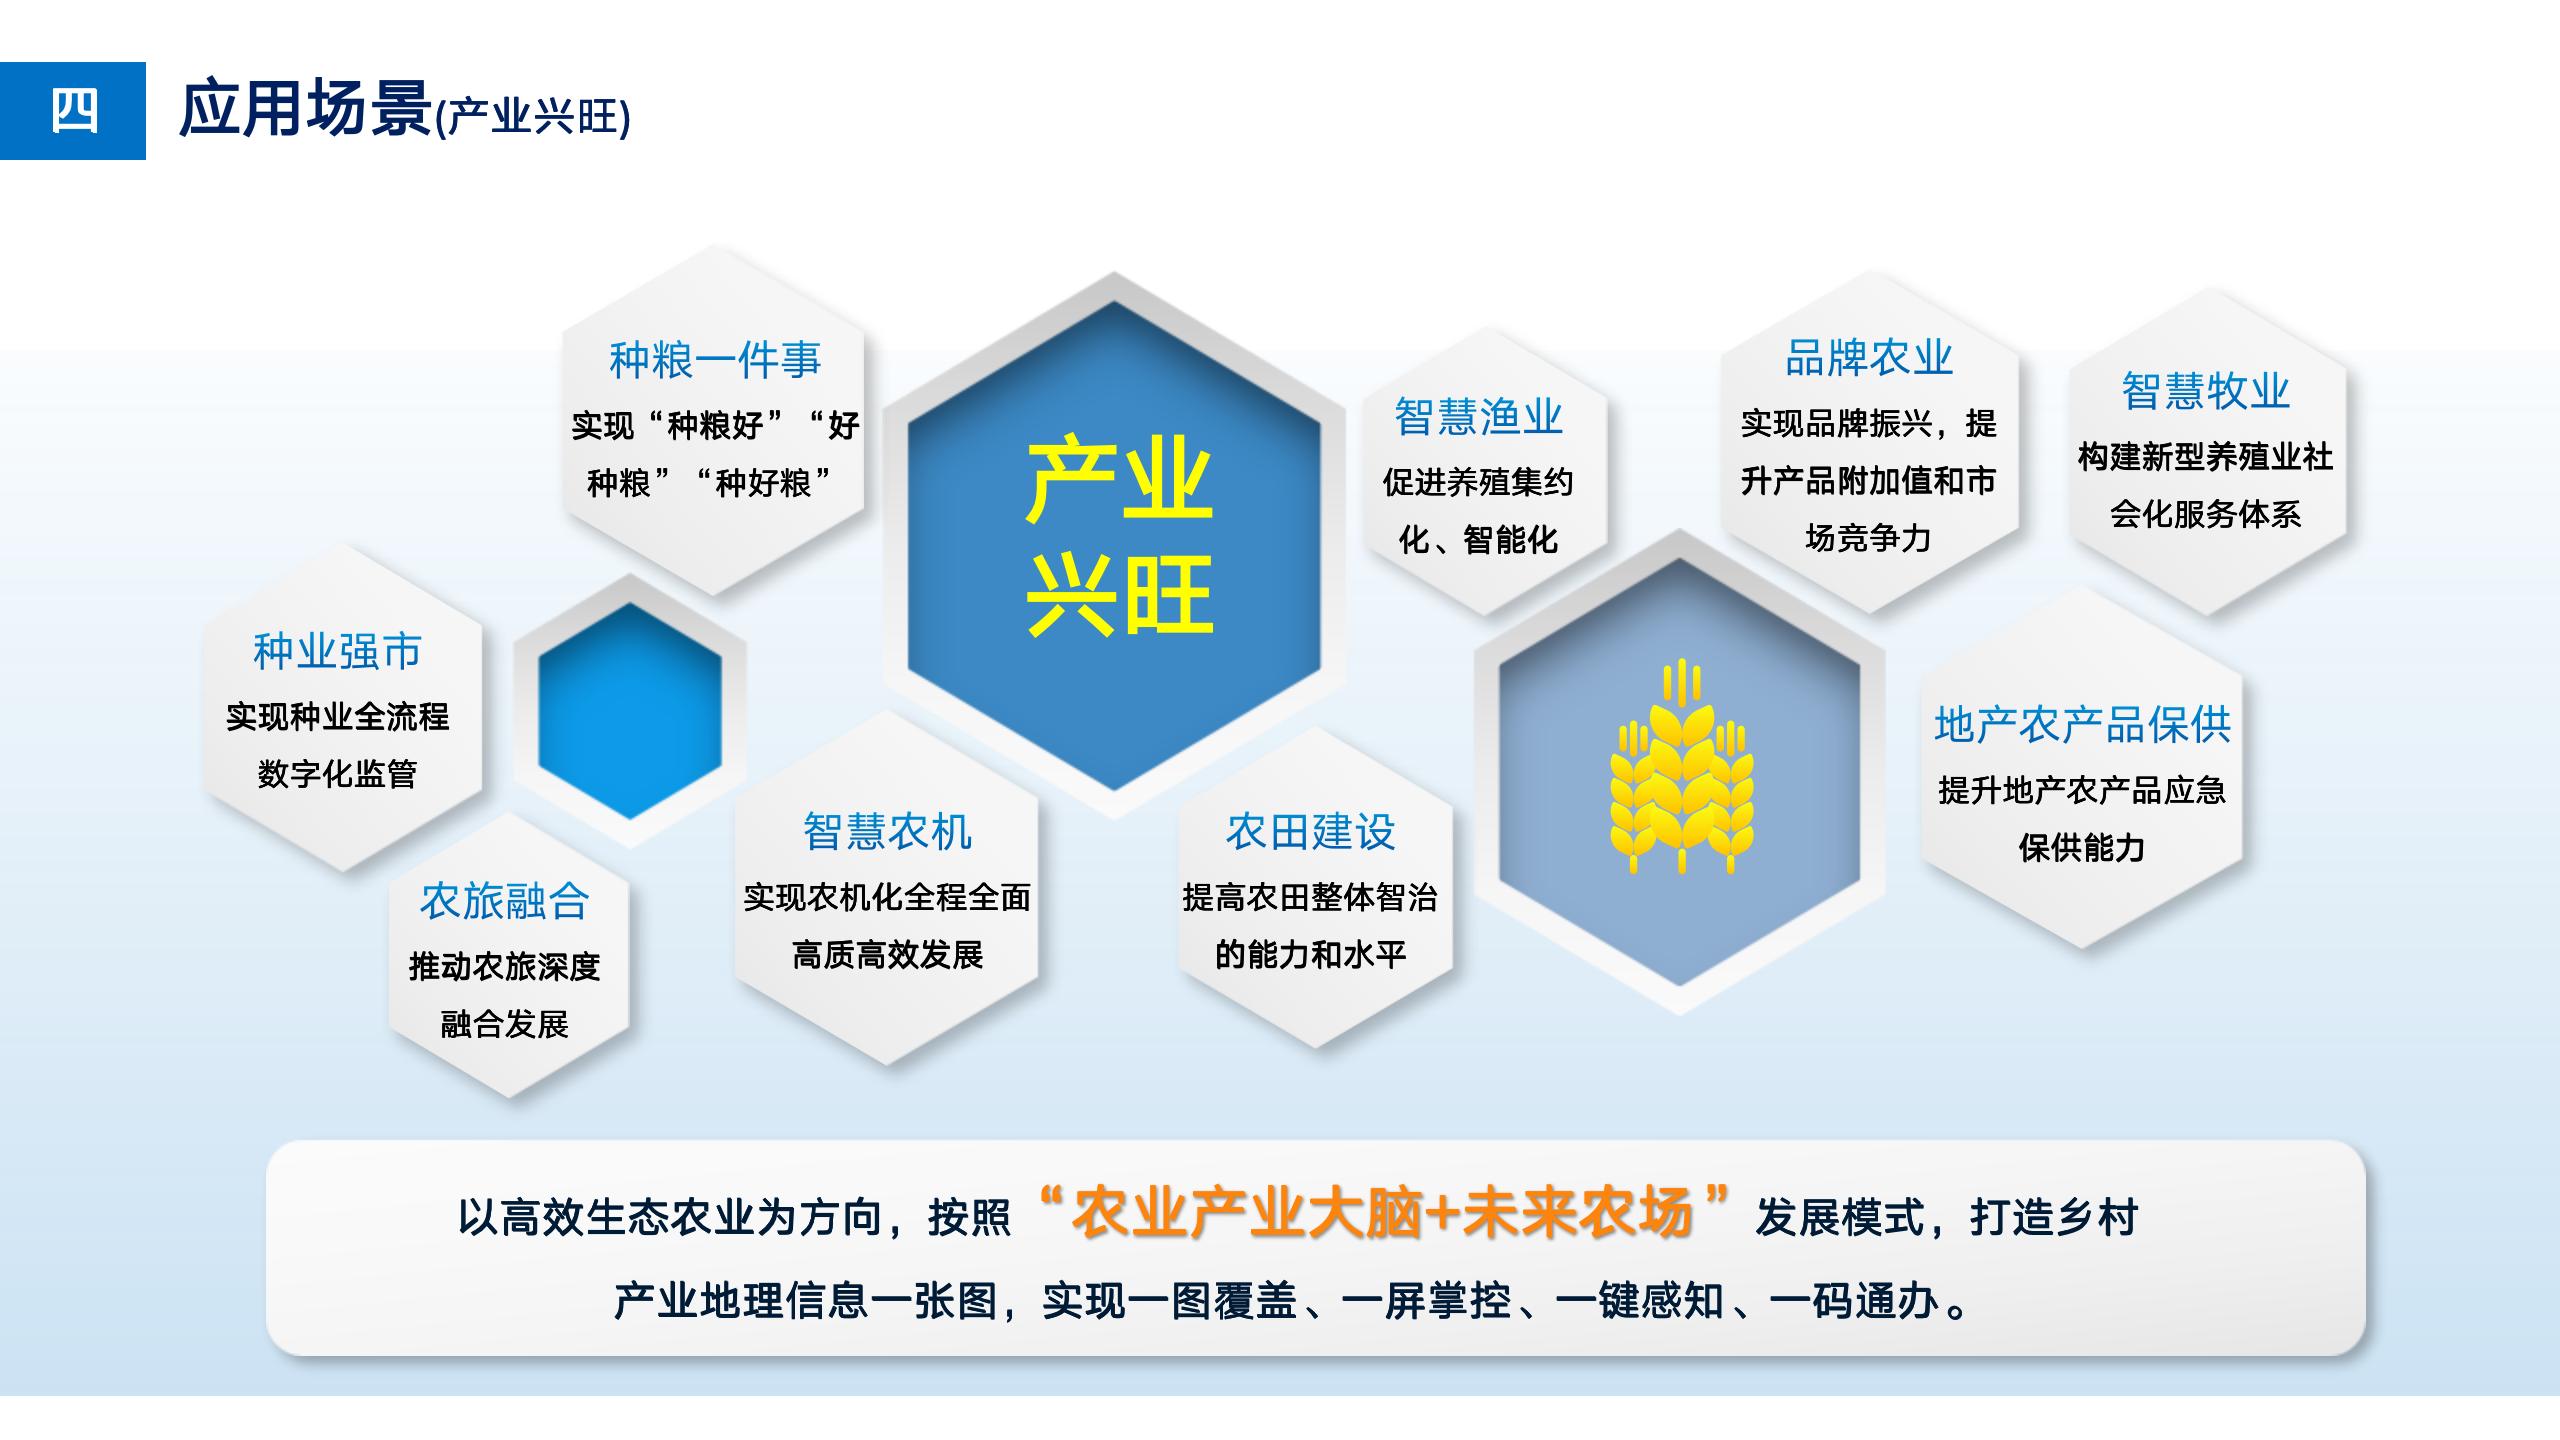 四
应用场景(产业兴旺)
种粮一件事
实现“种粮好”“好
种粮”“种好粮”
产业
兴旺
智慧渔业
促进养殖集约
化、智能化
品牌农业
实现品牌振兴，提
升产品附加值和市
场竞争力
智慧牧业
构建新型养殖业社
会化服务体系
种业强市
实现种业全流程
数字化监管
农旅融合
推动农旅深度
融合发展
智慧农机
实现农机化全程全面
高质高效发展
农田建设
提高农田整体智治
的能力和水平
地产农产品保供
提升地产农产品应急
保供能力
以高效生态农业为方向，按照“农业产业大脑+未来农场”发展模式，打造乡村
产业地理信息一张图，实现一图覆盖、一屏掌控、一键感知、一码通办。